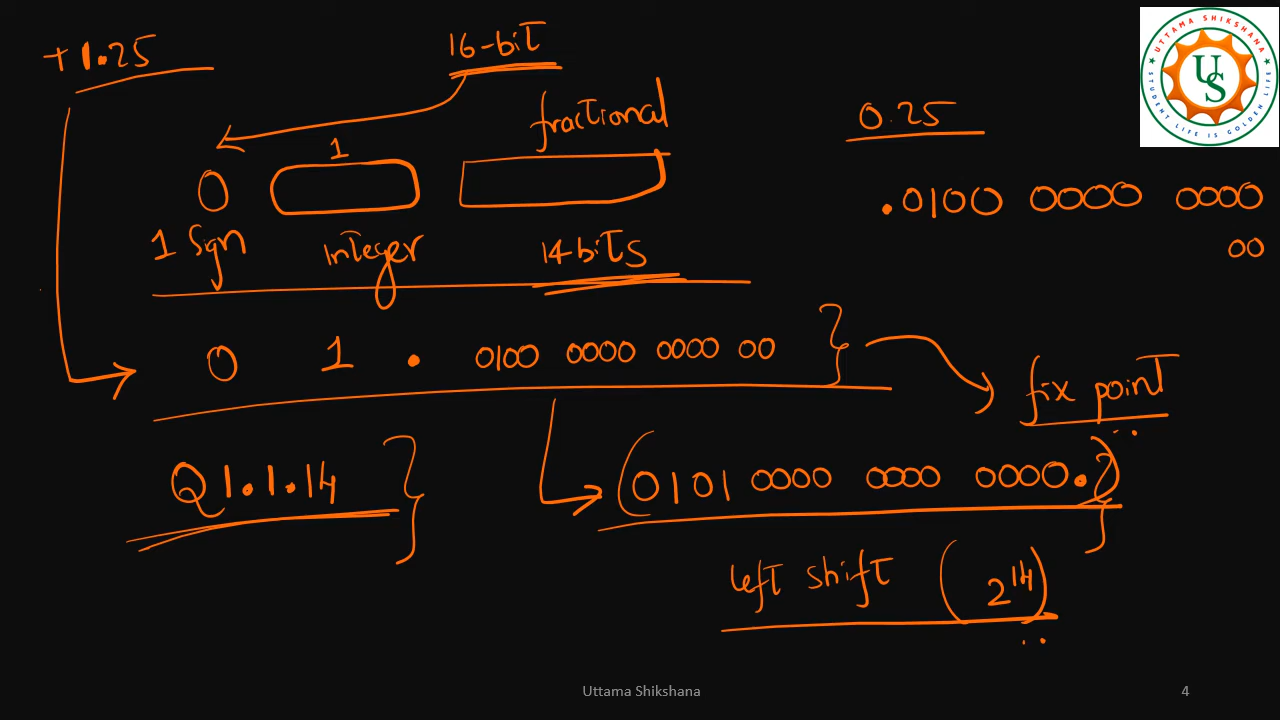 +1.25
16-bit
fractional
1
0
1 Sgn
Integer
14-bits
0.25
.0100 0000 0000
00
0 1 . 0100 0000 0000 00
fix point
Q1.1.14
(0101 0000 0000 0000.)
left shift (2^14)
UTTAMA SHIKSHANA
US
STUDENT LIFE IS GOLDEN LIFE
Uttama Shikshana
4